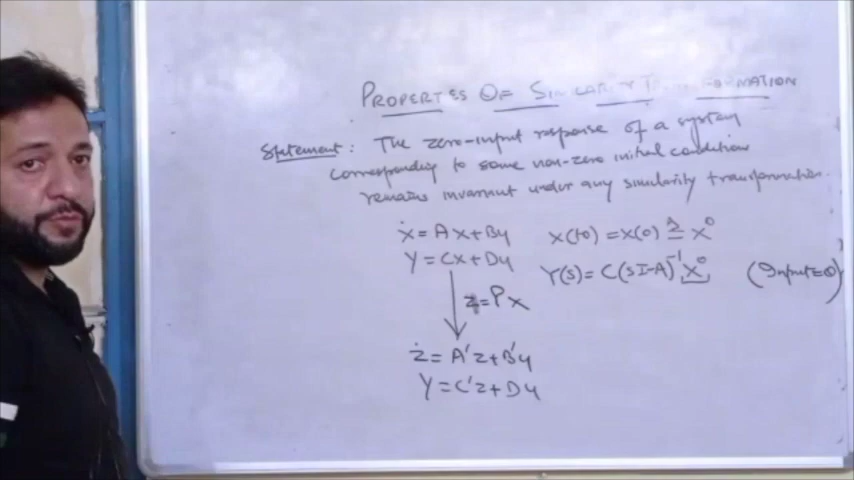 PROPERTIES OF SIMILARITY TRANSFORMATION
Statement: The zero-input response of a system
corresponding to some non-zero initial conditions
remains invariant under any similarity transformation.
ẋ = Ax + Bu x(t0) = x(0) ≜ x⁰
Y = Cx + Du Y(s) = C(sI-A)⁻¹x⁰ (Input=0)
z = Px
ż = A'z + B'u
Y = C'z + Du